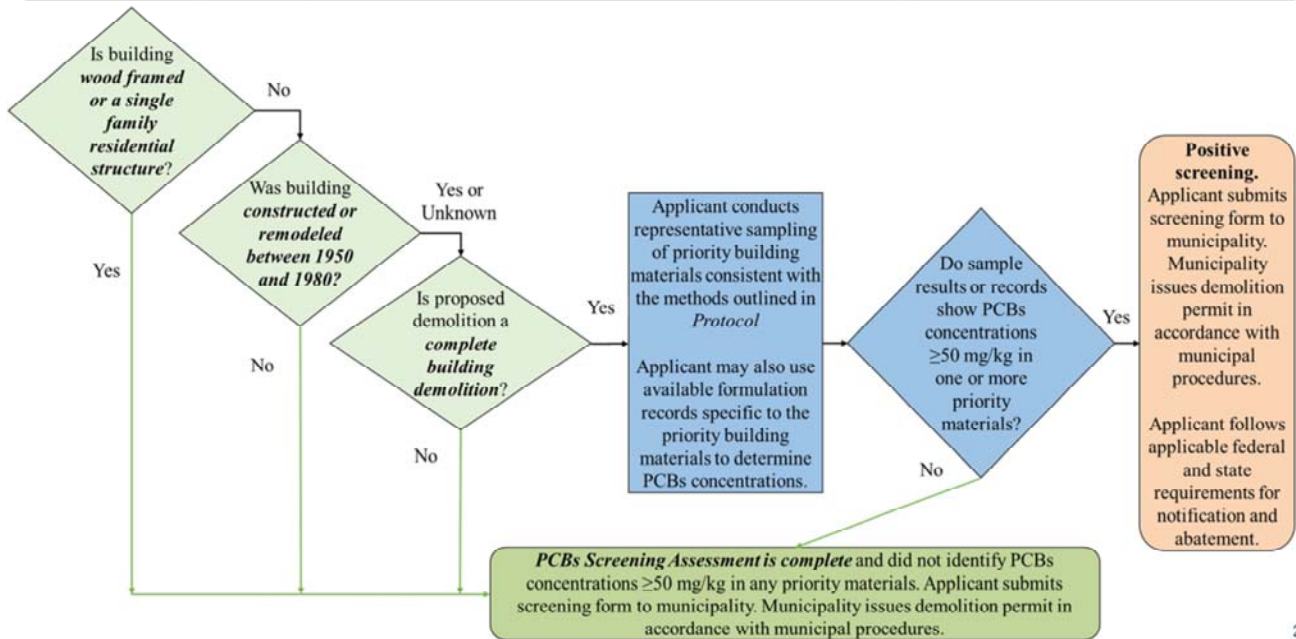 Is building
wood framed
or a single
family
residential
structure?
No
Yes
Was building
constructed or
remodeled
between 1950
and 1980?
Yes or
Unknown
No
Is proposed
demolition a
complete
building
demolition?
Yes
No
Applicant conducts
representative sampling
of priority building
materials consistent with
the methods outlined in
Protocol
Applicant may also use
available formulation
records specific to the
priority building
materials to determine
PCBs concentrations.
Do sample
results or records
show PCBs
concentrations
≥50 mg/kg in
one or more
priority
materials?
Yes
No
Positive
screening.
Applicant submits
screening form to
municipality.
Municipality
issues demolition
permit in
accordance with
municipal
procedures.
Applicant follows
applicable federal
and state
requirements for
notification and
abatement.
PCBs Screening Assessment is complete and did not identify PCBs
concentrations ≥50 mg/kg in any priority materials. Applicant submits
screening form to municipality. Municipality issues demolition permit in
accordance with municipal procedures.